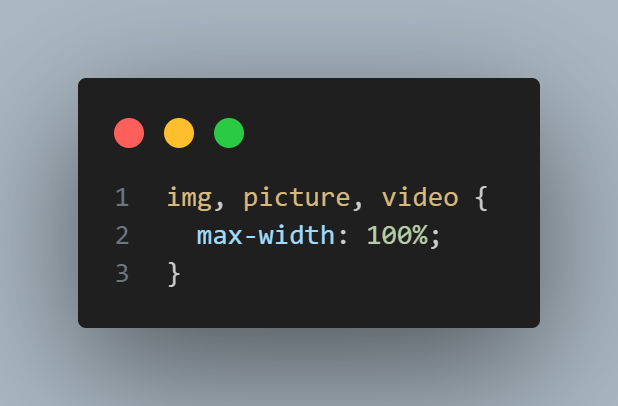 1 img, picture, video {
2   max-width: 100%;
3 }